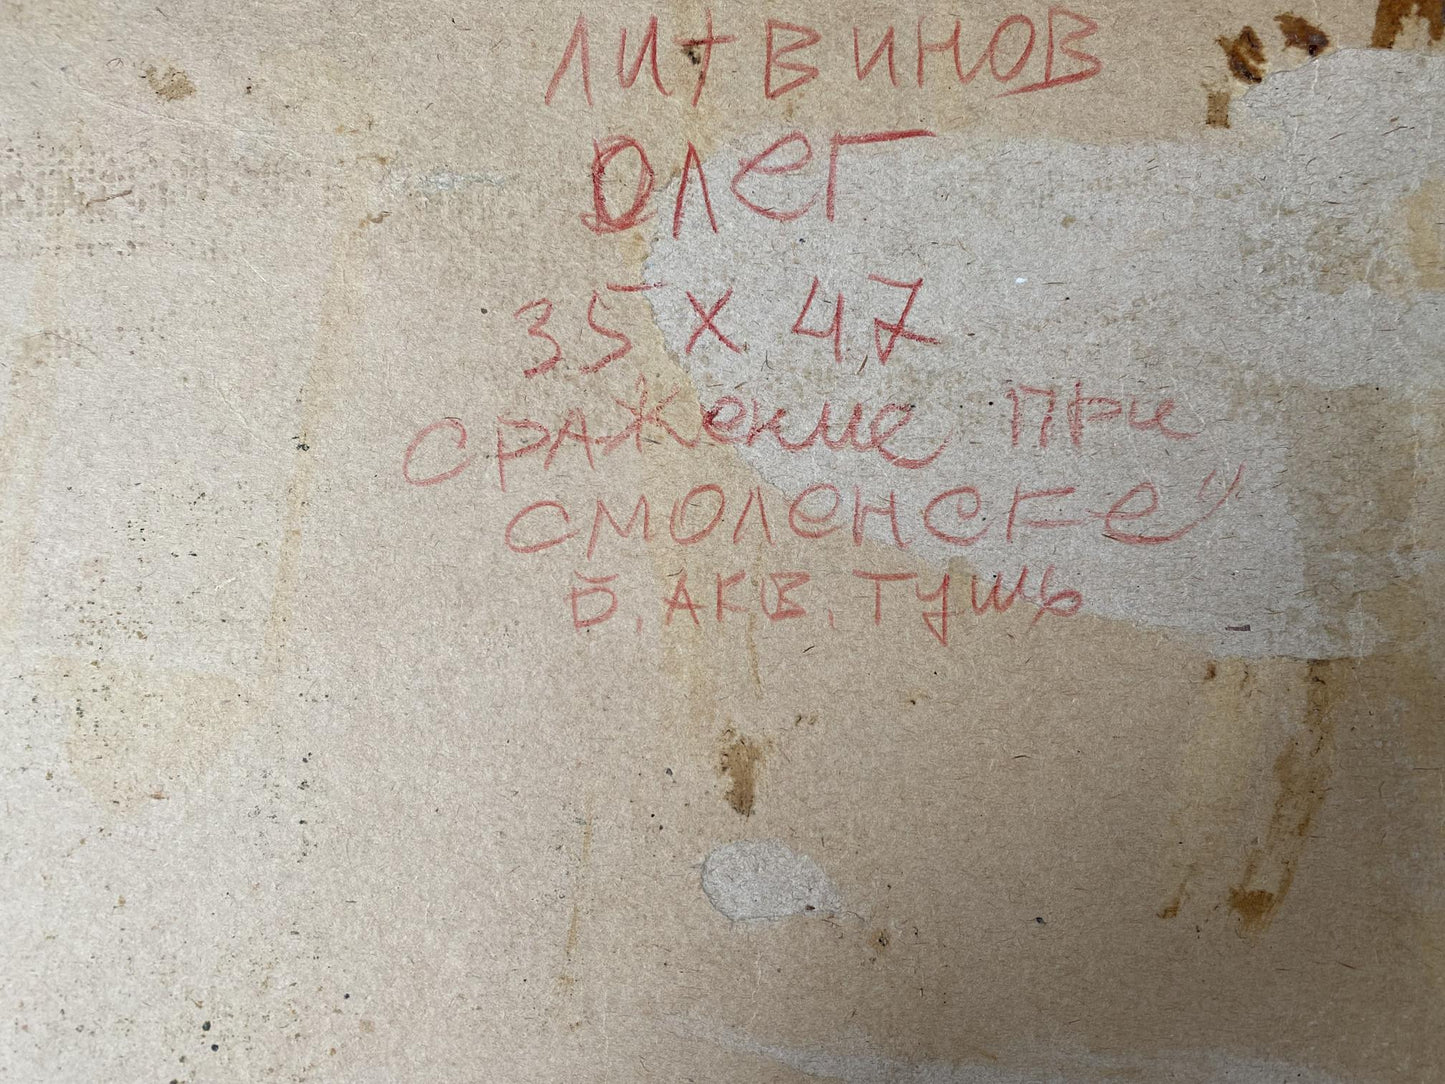 ЛИТВИНОВ
ОЛЕГ
35 х 47
СРАЖение При
СМОЛеНСКе"
Б. АКВ. ТУШЬ